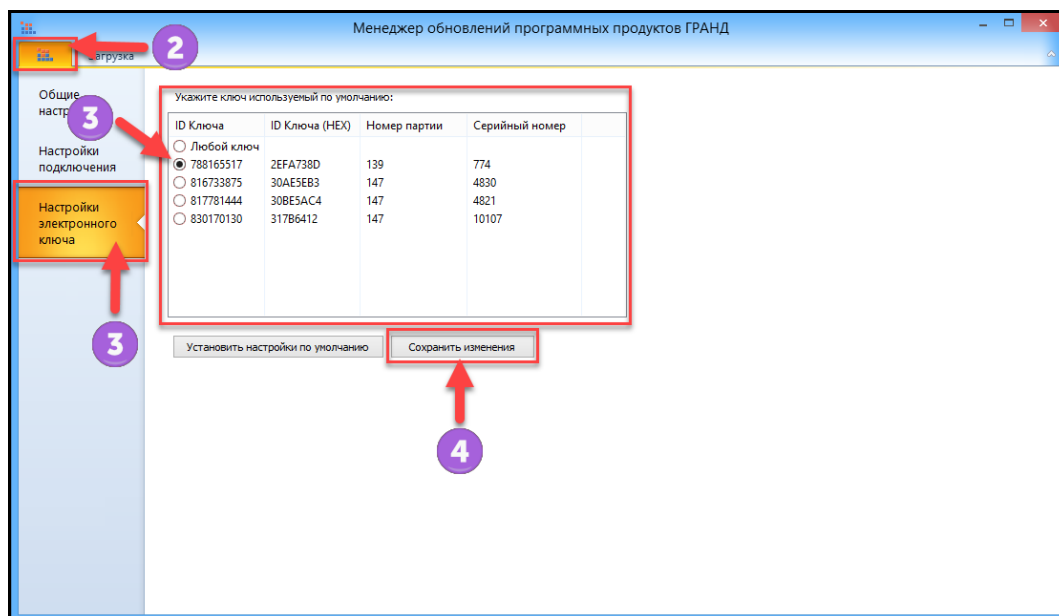 Менеджер обновлений программных продуктов ГРАНД
2
Загрузка
Общие
наст
3
Настройки
подключения
Настройки
электронного
ключа
3
Укажите ключ используемый по умолчанию:
ID Ключа ID Ключа (HEX) Номер партии Серийный номер
Любой ключ
788165517 2EFA738D 139 774
816733875 30AE5EB3 147 4830
817781444 30BE5AC4 147 4821
830170130 317B6412 147 10107
Установить настройки по умолчанию Сохранить изменения
4